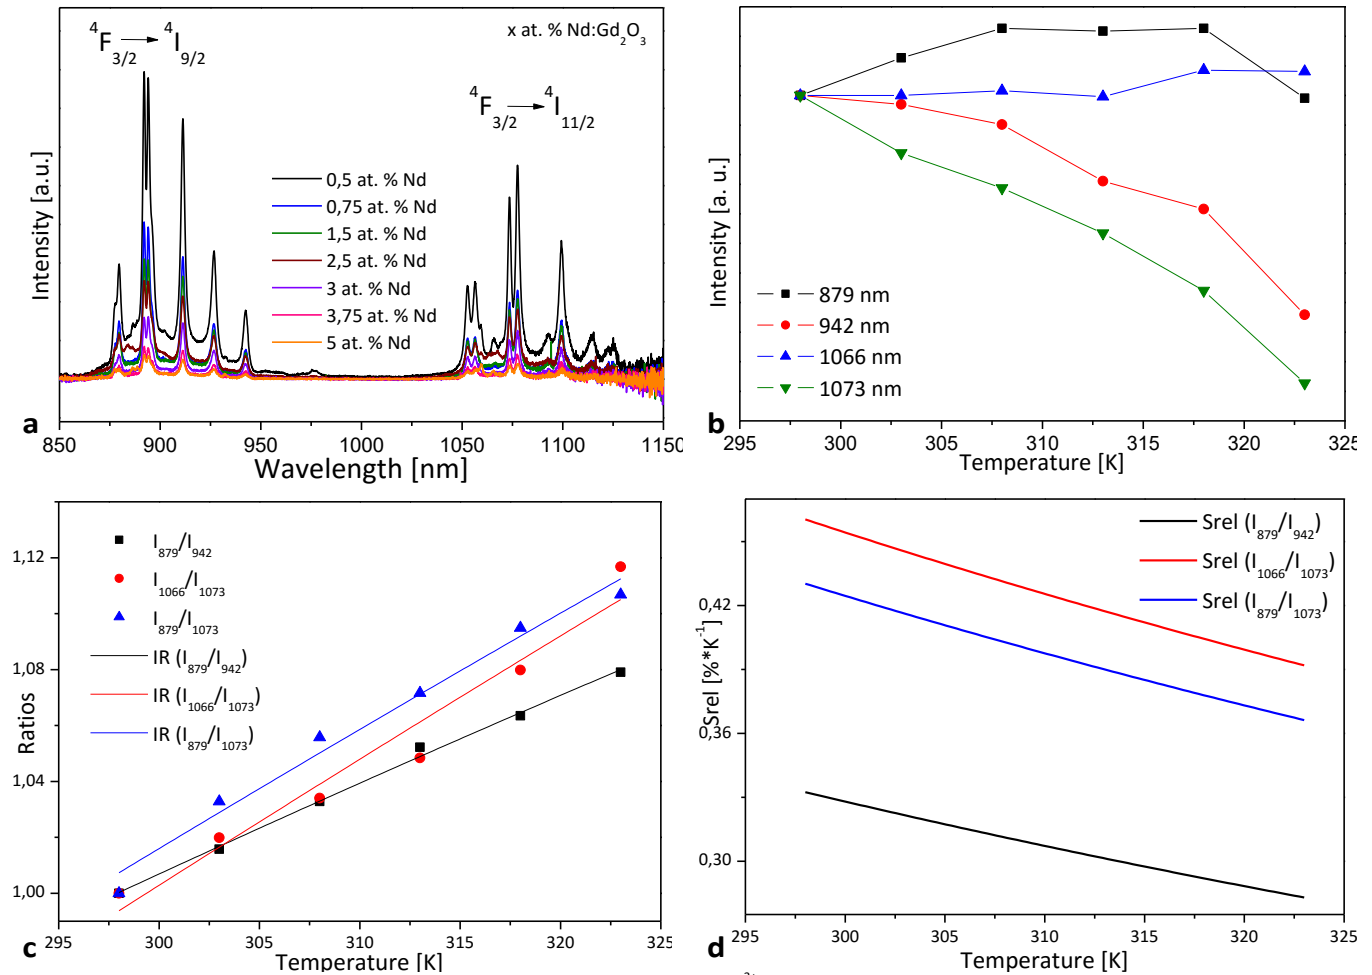 x at. % Nd:Gd2O3
4F3/2 → 4I9/2
4F3/2 → 4I11/2
0,5 at. % Nd
0,75 at. % Nd
1,5 at. % Nd
2,5 at. % Nd
3 at. % Nd
3,75 at. % Nd
5 at. % Nd
Intensity [a.u.]
a
850 900 950 1000 1050 1100 1150
Wavelength [nm]
Intensity [a. u.]
879 nm
942 nm
1066 nm
1073 nm
b
295 300 305 310 315 320 325
Temperature [K]
I879/I942
I1066/I1073
I879/I1073
IR (I879/I942)
IR (I1066/I1073)
IR (I879/I1073)
Ratios
1,12
1,08
1,04
1,00
c
295 300 305 310 315 320 325
Temperature [K]
Srel (I879/I942)
Srel (I1066/I1073)
Srel (I879/I1073)
Srel [%*K-1]
0,42
0,36
0,30
d
295 300 305 310 315 320 325
Temperature [K]